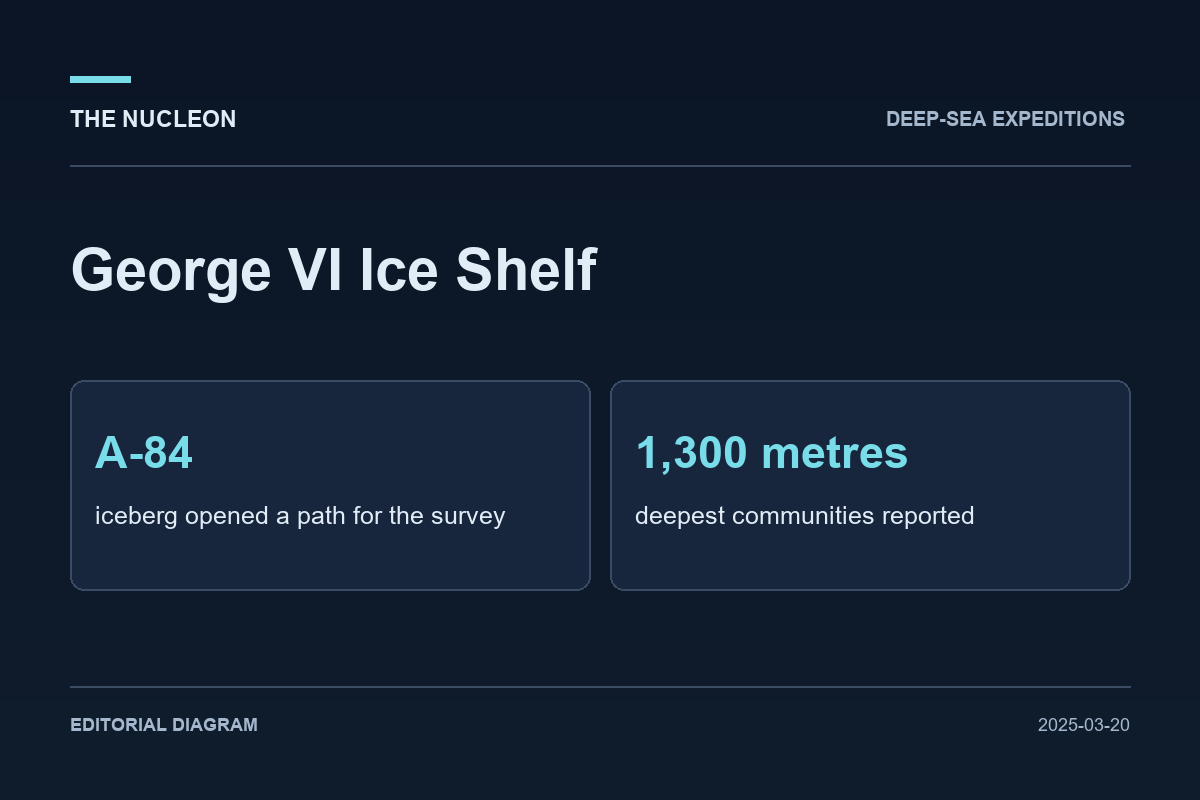 THE NUCLEON
DEEP-SEA EXPEDITIONS
George VI Ice Shelf
A-84
iceberg opened a path for the survey
1,300 metres
deepest communities reported
EDITORIAL DIAGRAM
2025-03-20